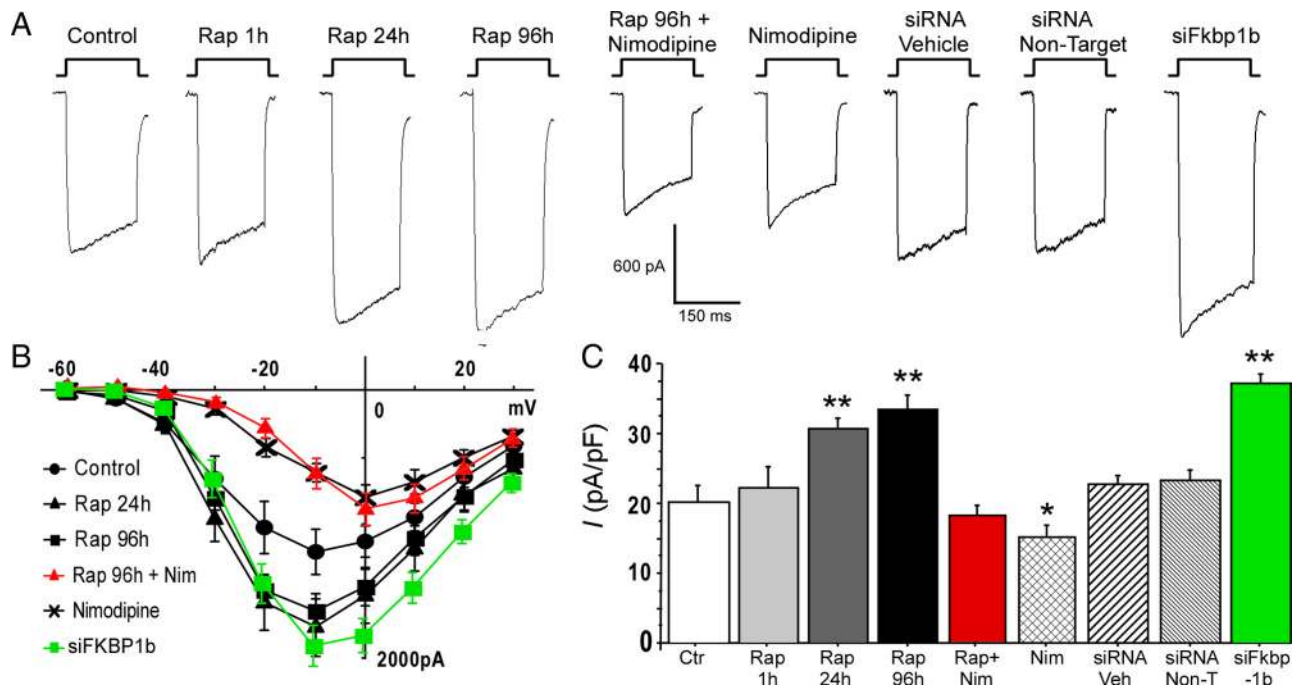 A
Control
Rap 1h
Rap 24h
Rap 96h
Rap 96h +
Nimodipine
Nimodipine
siRNA
Vehicle
siRNA
Non-Target
siFkbp1b
600 pA
150 ms
B
-60
-40
-20
0
20
mV
2000pA
Control
Rap 24h
Rap 96h
Rap 96h + Nim
Nimodipine
siFKBP1b
C
I (pA/pF)
40
30
20
10
0
**
**
*
**
Ctr
Rap
1h
Rap
24h
Rap
96h
Rap+
Nim
Nim
siRNA
Veh
siRNA
Non-T
siFkbp
-1b